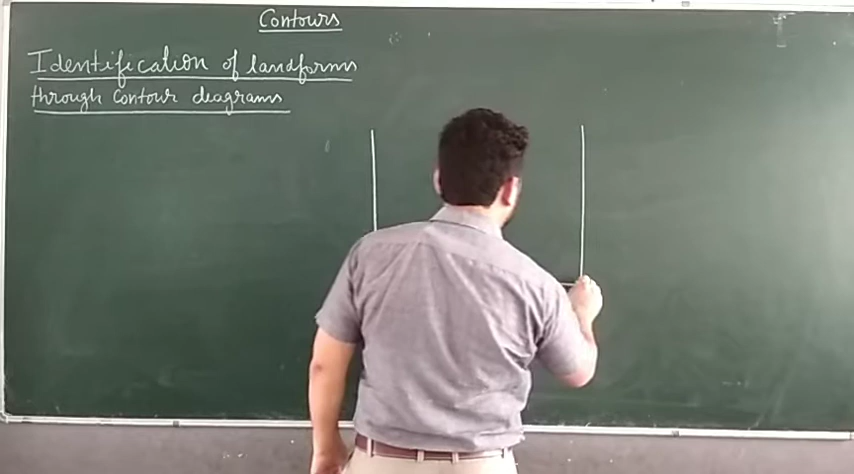 Contours
Identification of landforms
through contour diagrams